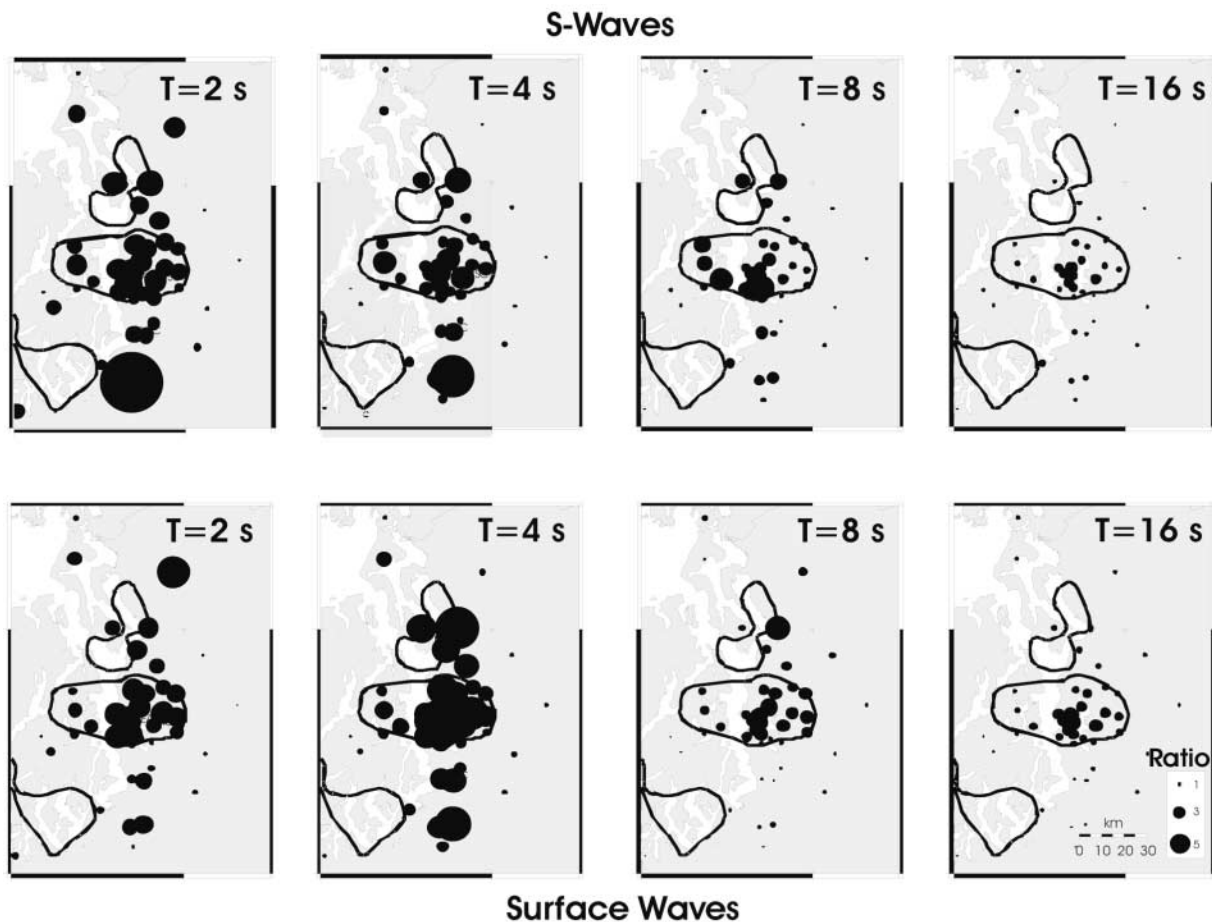 S-Waves
T=2 s
T=4 s
T=8 s
T=16 s
T=2 s
T=4 s
T=8 s
T=16 s
Ratio
1
3
5
km
0 10 20 30
Surface Waves